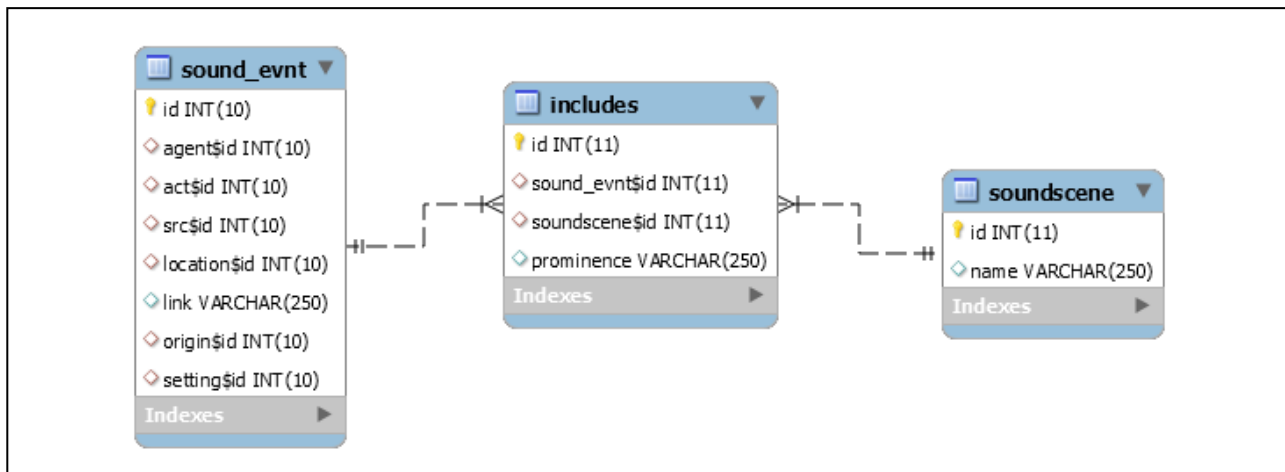 sound_evnt
id INT(10)
agent$id INT(10)
act$id INT(10)
src$id INT(10)
location$id INT(10)
link VARCHAR(250)
origin$id INT(10)
setting$id INT(10)
Indexes
includes
id INT(11)
sound_evnt$id INT(11)
soundscene$id INT(11)
prominence VARCHAR(250)
Indexes
soundscene
id INT(11)
name VARCHAR(250)
Indexes